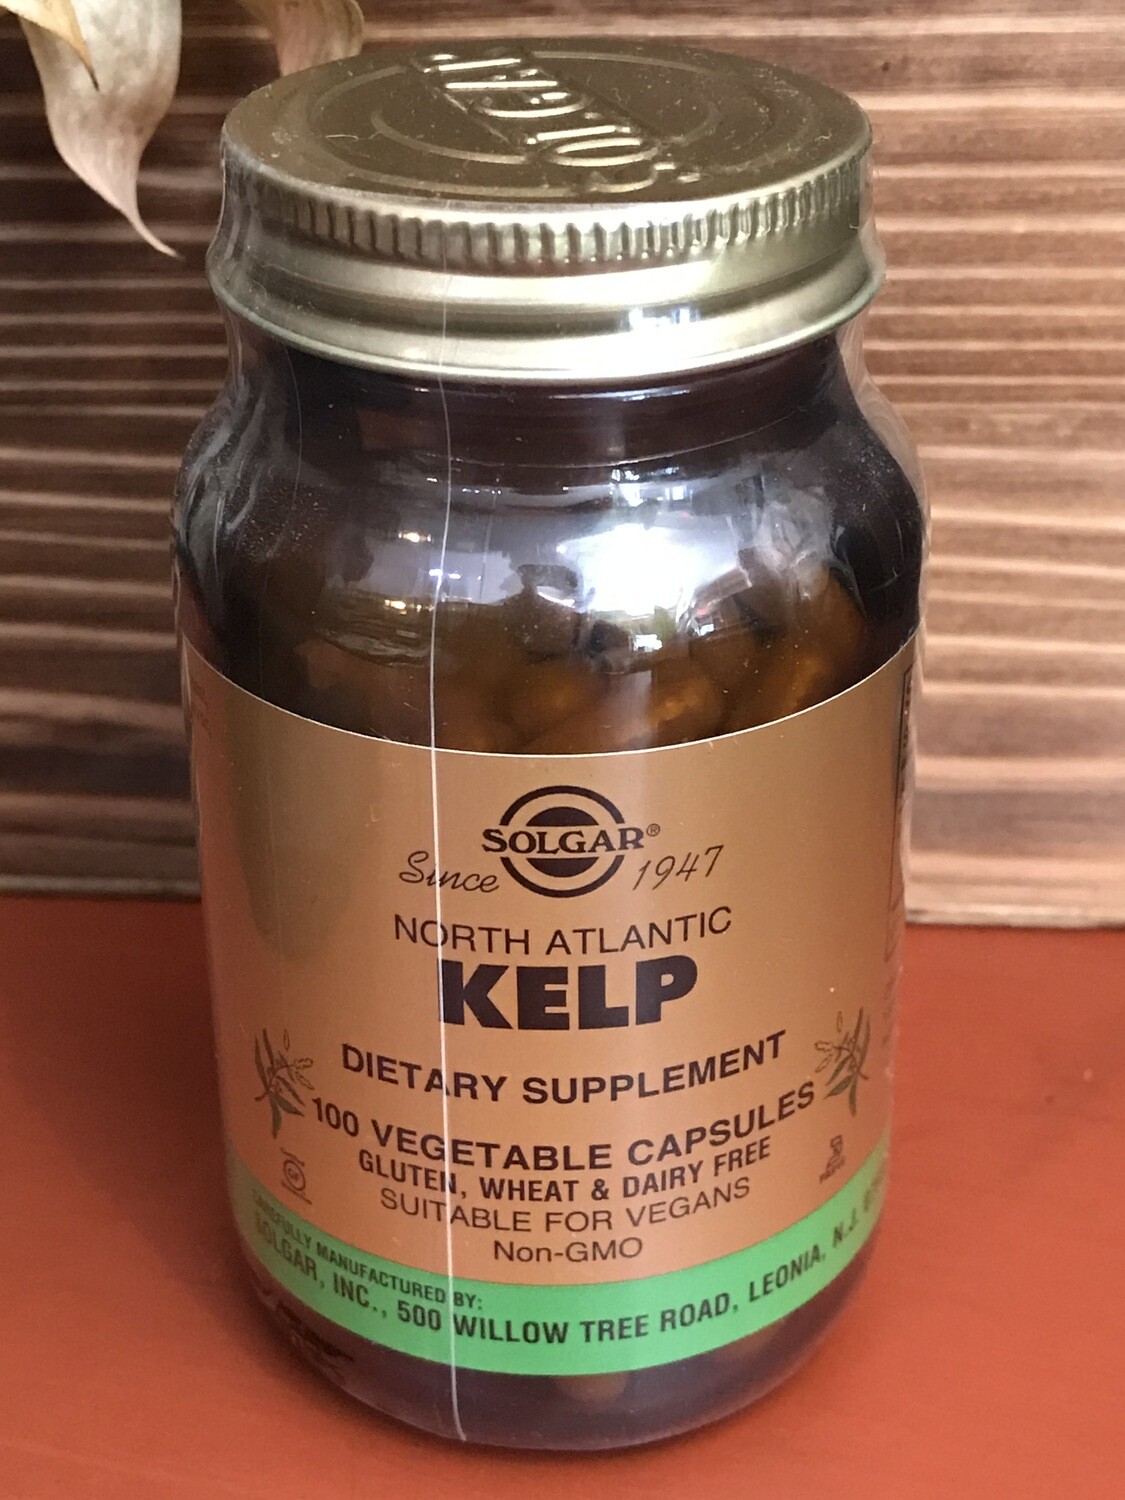 SOLGAR
SOLGAR®
Since 1947
NORTH ATLANTIC
KELP
DIETARY SUPPLEMENT
100 VEGETABLE CAPSULES
GLUTEN, WHEAT & DAIRY FREE
SUITABLE FOR VEGANS
Non-GMO
CAREFULLY MANUFACTURED BY:
SOLGAR, INC., 500 WILLOW TREE ROAD, LEONIA, N.J.